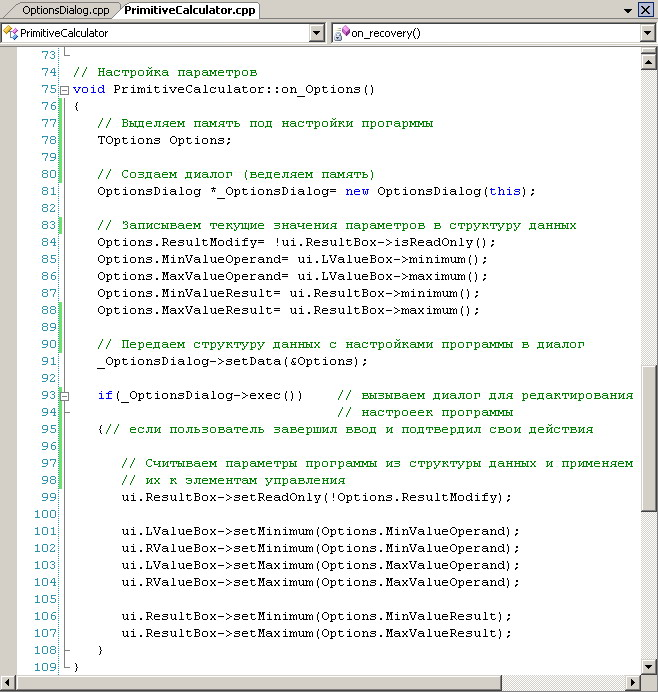 OptionsDialog.cpp PrimitiveCalculator.cpp
PrimitiveCalculator on_recovery()
73
74 // Настройка параметров
75 void PrimitiveCalculator::on_Options()
76 {
77 // Выделяем память под настройки прогарммы
78 TOptions Options;
79
80 // Создаем диалог (веделяем память)
81 OptionsDialog *_OptionsDialog= new OptionsDialog(this);
82
83 // Записываем текущие значения параметров в структуру данных
84 Options.ResultModify= !ui.ResultBox->isReadOnly();
85 Options.MinValueOperand= ui.LValueBox->minimum();
86 Options.MaxValueOperand= ui.LValueBox->maximum();
87 Options.MinValueResult= ui.ResultBox->minimum();
88 Options.MaxValueResult= ui.ResultBox->maximum();
89
90 // Передаем структуру данных с настройками программы в диалог
91 _OptionsDialog->setData(&Options);
92
93 if(_OptionsDialog->exec()) // вызываем диалог для редактирования
94 // настроеек программы
95 {// если пользователь завершил ввод и подтвердил свои действия
96
97 // Считываем параметры программы из структуры данных и применяем
98 // их к элементам управления
99 ui.ResultBox->setReadOnly(!Options.ResultModify);
100
101 ui.LValueBox->setMinimum(Options.MinValueOperand);
102 ui.RValueBox->setMinimum(Options.MinValueOperand);
103 ui.LValueBox->setMaximum(Options.MaxValueOperand);
104 ui.RValueBox->setMaximum(Options.MaxValueOperand);
105
106 ui.ResultBox->setMinimum(Options.MinValueResult);
107 ui.ResultBox->setMaximum(Options.MaxValueResult);
108 }
109 }